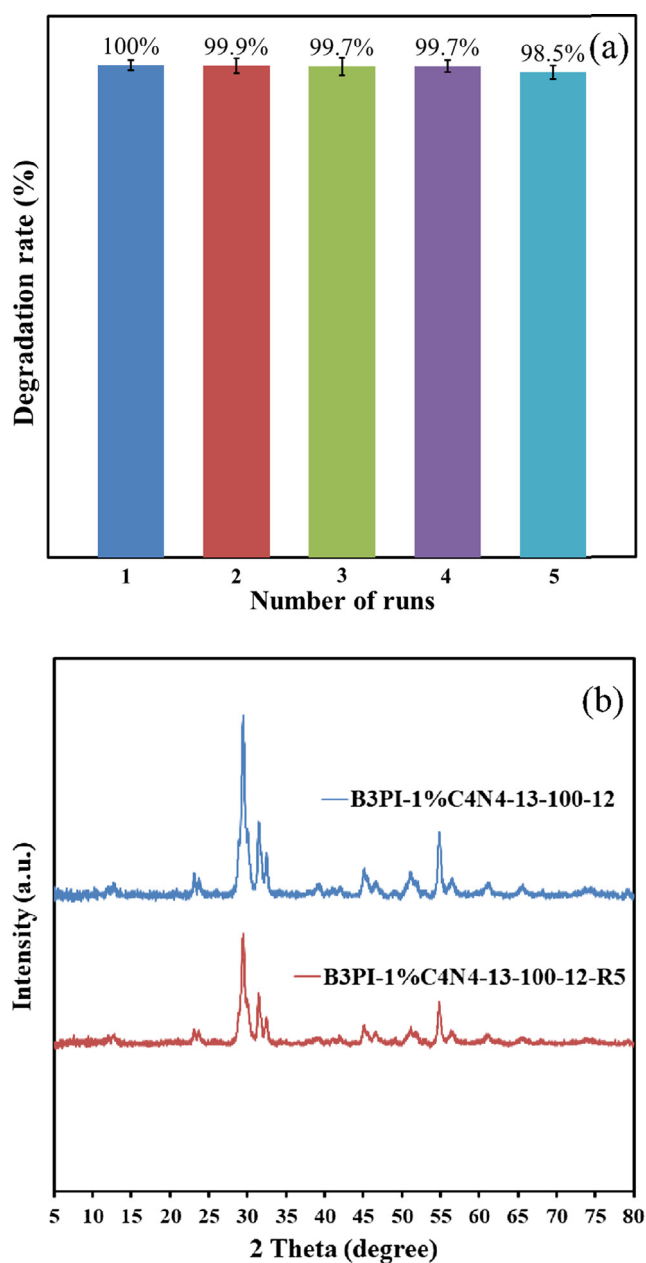 100%
99.9%
99.7%
99.7%
98.5%
(a)
Degradation rate (%)
1 2 3 4 5
Number of runs
(b)
B3PI-1%C4N4-13-100-12
B3PI-1%C4N4-13-100-12-R5
Intensity (a.u.)
5 10 15 20 25 30 35 40 45 50 55 60 65 70 75 80
2 Theta (degree)